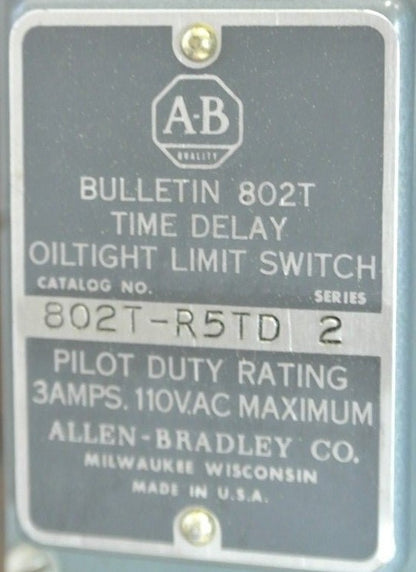 A-B
QUALITY
BULLETIN 802T
TIME DELAY
OILTIGHT LIMIT SWITCH
CATALOG NO. SERIES
802T-R5TD 2
PILOT DUTY RATING
3AMPS. 110V.AC MAXIMUM
ALLEN-BRADLEY CO.
MILWAUKEE WISCONSIN
MADE IN U.S.A.